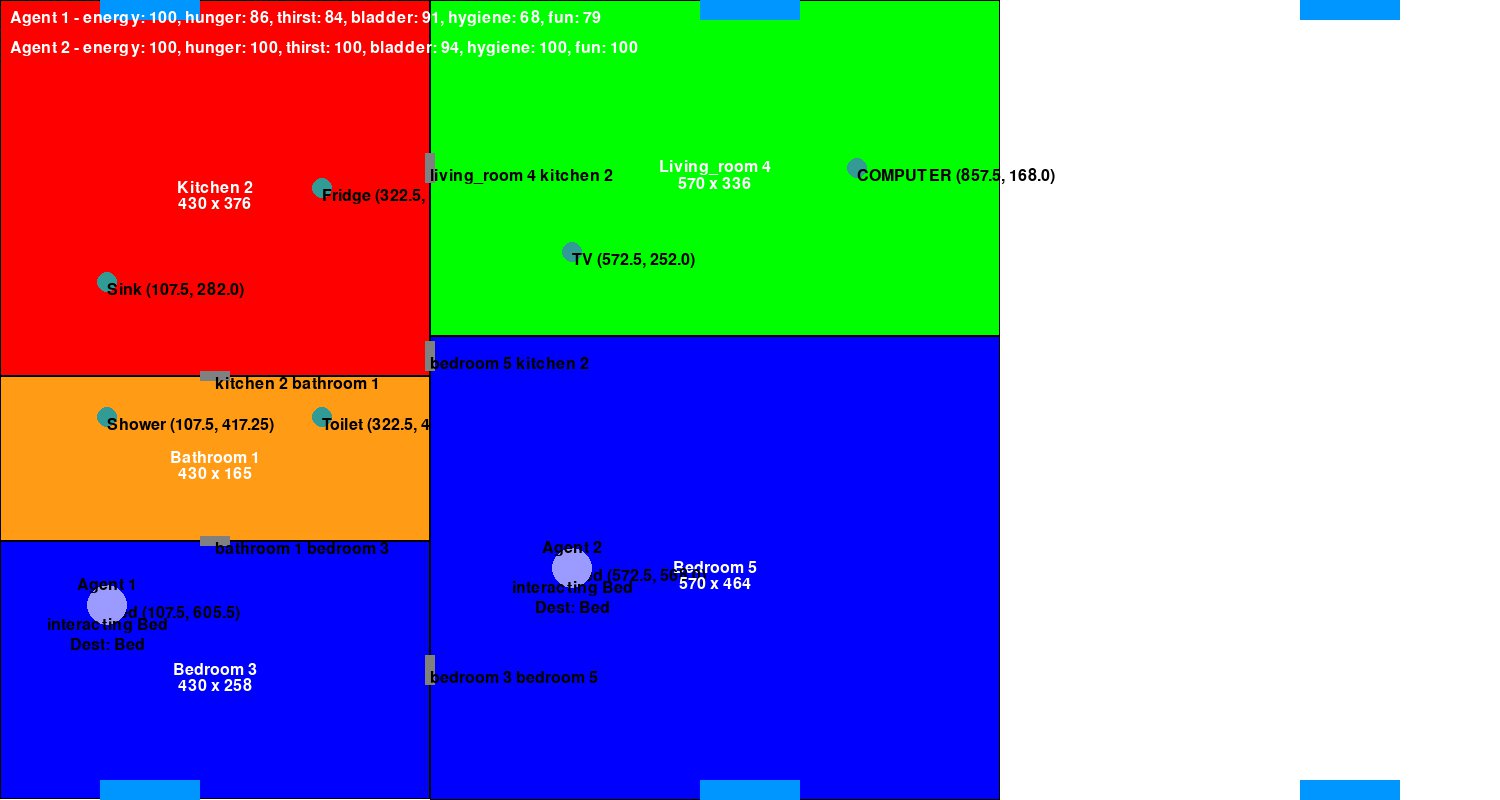 Agent 1 - energy: 100, hunger: 86, thirst: 84, bladder: 91, hygiene: 68, fun: 79
Agent 2 - energy: 100, hunger: 100, thirst: 100, bladder: 94, hygiene: 100, fun: 100
Living_room 4
570 x 336
living_room 4 kitchen 2
COMPUTER (857.5, 168.0)
Kitchen 2
430 x 376
Fridge (322.5,
TV (572.5, 252.0)
Sink (107.5, 282.0)
bedroom 5 kitchen 2
kitchen 2 bathroom 1
Shower (107.5, 417.25)
Toilet (322.5, 4
Bathroom 1
430 x 165
bathroom 1 bedroom 3
Agent 2
d (572.5, 56
Bedroom 5
570 x 464
interacting Bed
Dest: Bed
Agent 1
d (107.5, 605.5)
interacting Bed
Dest: Bed
Bedroom 3
430 x 258
bedroom 3 bedroom 5